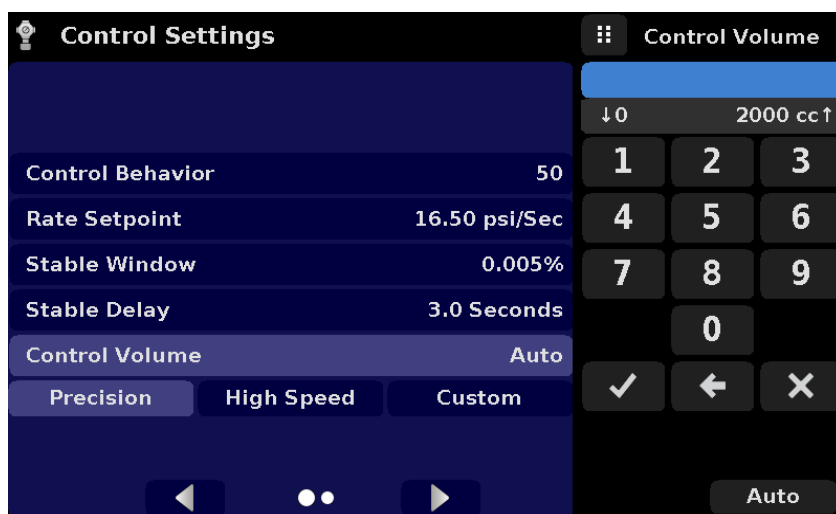 Control Settings
Control Behavior 50
Rate Setpoint 16.50 psi/Sec
Stable Window 0.005%
Stable Delay 3.0 Seconds
Control Volume Auto
Precision High Speed Custom
Control Volume
↓0 2000 cc↑
1 2 3
4 5 6
7 8 9
0
Auto